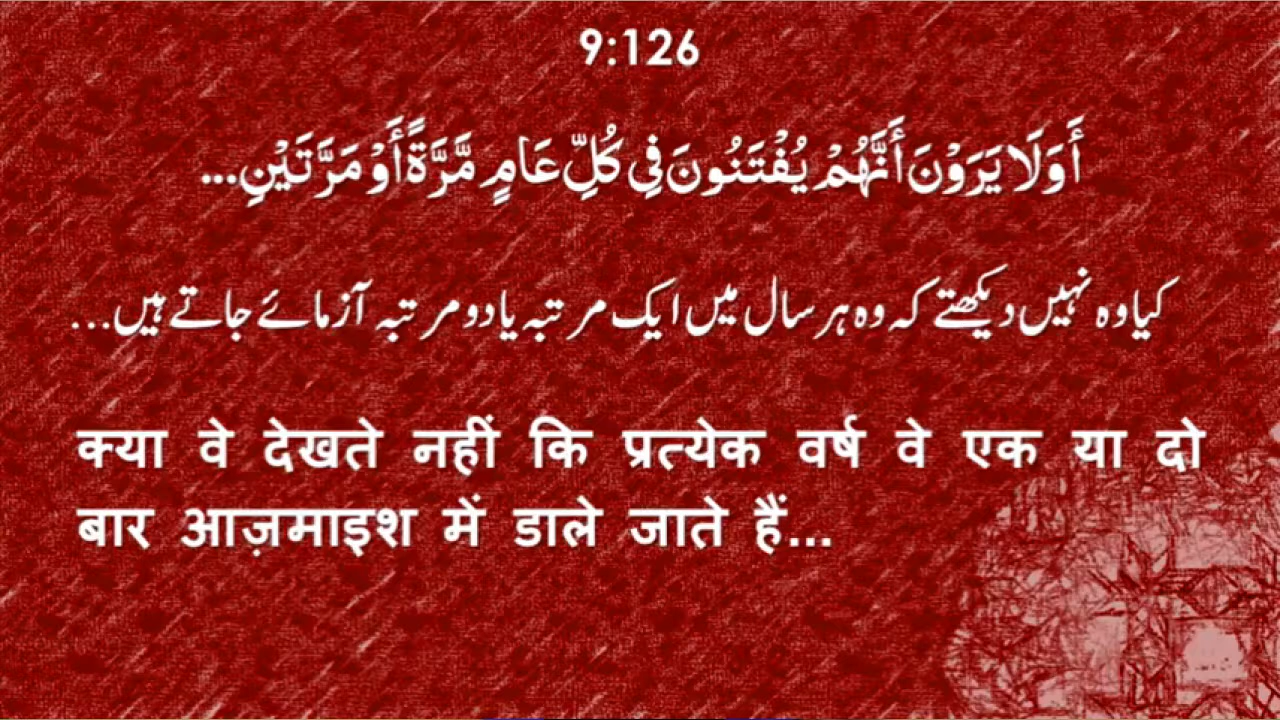 9:126
أَوَلَا يَرَوْنَ أَنَّهُمْ يُفْتَنُونَ فِي كُلِّ عَامٍ مَّرَّةً أَوْ مَرَّتَيْنِ...
کیا وہ نہیں دیکھتے کہ وہ ہر سال میں ایک مرتبہ یا دو مرتبہ آزمائے جاتے ہیں...
क्या वे देखते नहीं कि प्रत्येक वर्ष वे एक या दो
बार आज़माइश में डाले जाते हैं...